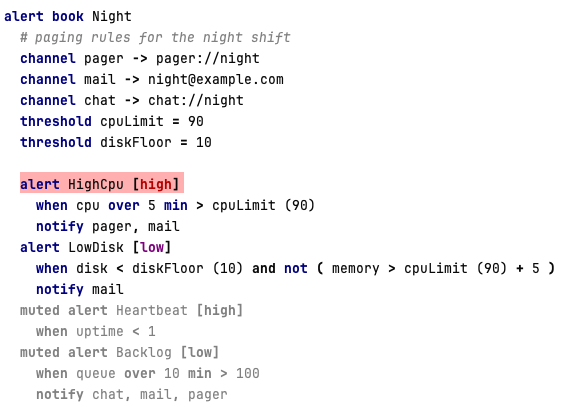 alert book Night
# paging rules for the night shift
channel pager -> pager://night
channel mail -> night@example.com
channel chat -> chat://night
threshold cpuLimit = 90
threshold diskFloor = 10
alert HighCpu [high]
when cpu over 5 min > cpuLimit (90)
notify pager, mail
alert LowDisk [low]
when disk < diskFloor (10) and not ( memory > cpuLimit (90) + 5 )
notify mail
muted alert Heartbeat [high]
when uptime < 1
muted alert Backlog [low]
when queue over 10 min > 100
notify chat, mail, pager